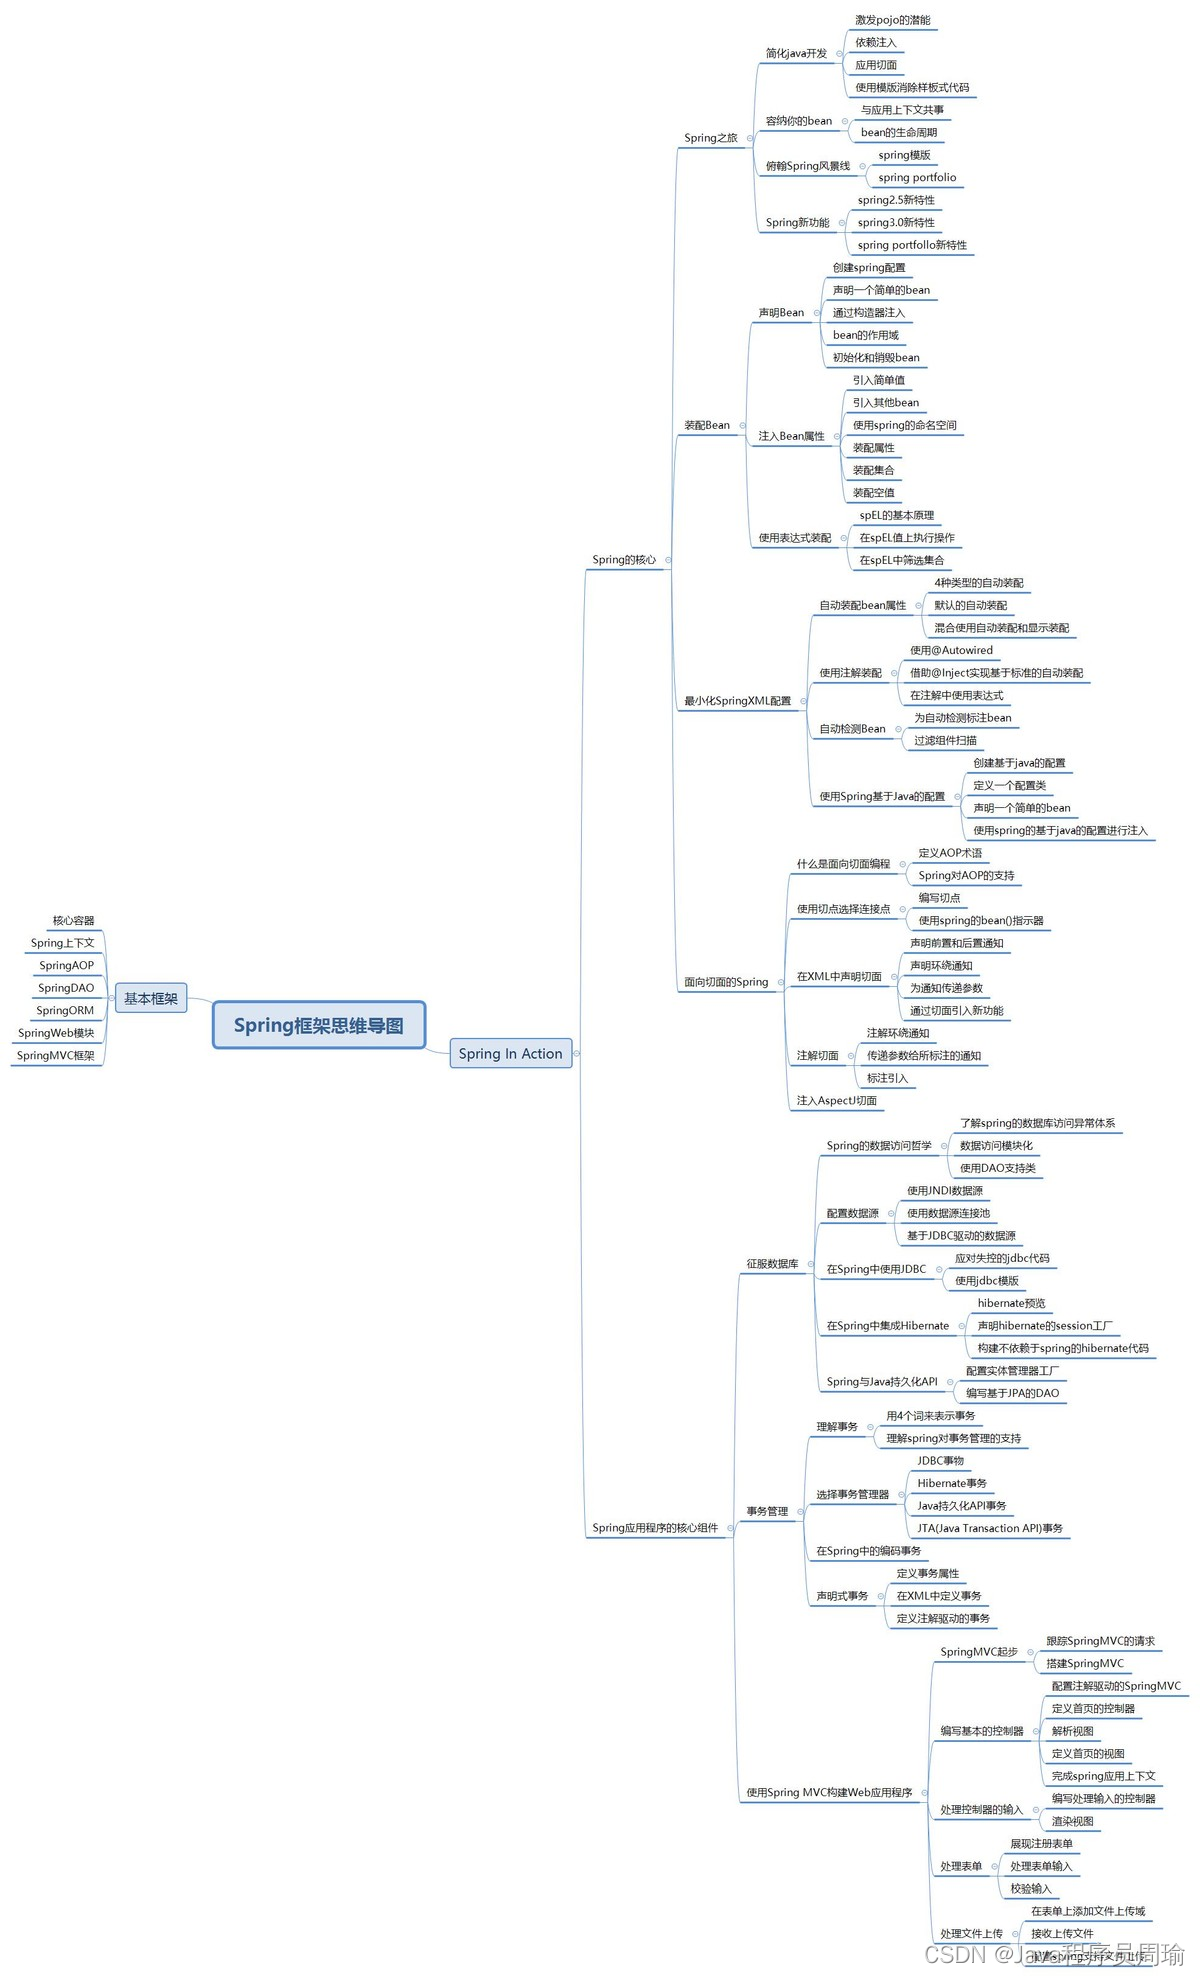 Spring框架思维导图
基本框架
核心容器
Spring上下文
SpringAOP
SpringDAO
SpringORM
SpringWeb模块
SpringMVC框架
Spring In Action
Spring的核心
Spring之旅
简化java开发
激发pojo的潜能
依赖注入
应用切面
使用模版消除样板式代码
容纳你的bean
与应用上下文共事
bean的生命周期
俯瞰Spring风景线
spring模版
spring portfolio
Spring新功能
spring2.5新特性
spring3.0新特性
spring portfollo新特性
装配Bean
声明Bean
创建spring配置
声明一个简单的bean
通过构造器注入
bean的作用域
初始化和销毁bean
注入Bean属性
引入简单值
引入其他bean
使用spring的命名空间
装配属性
装配集合
装配空值
使用表达式装配
spEL的基本原理
在spEL值上执行操作
在spEL中筛选集合
最小化SpringXML配置
自动装配bean属性
4种类型的自动装配
默认的自动装配
混合使用自动装配和显示装配
使用注解装配
使用@Autowired
借助@Inject实现基于标准的自动装配
在注解中使用表达式
自动检测Bean
为自动检测标注bean
过滤组件扫描
使用Spring基于Java的配置
创建基于java的配置
定义一个配置类
声明一个简单的bean
使用spring的基于java的配置进行注入
面向切面的Spring
什么是面向切面编程
定义AOP术语
Spring对AOP的支持
使用切点选择连接点
编写切点
使用spring的bean()指示器
在XML中声明切面
声明前置和后置通知
声明环绕通知
为通知传递参数
通过切面引入新功能
注解切面
注解环绕通知
传递参数给所标注的通知
标注引入
注入AspectJ切面
Spring应用程序的核心组件
征服数据库
Spring的数据访问哲学
了解spring的数据库访问异常体系
数据访问模块化
使用DAO支持类
配置数据源
使用JNDI数据源
使用数据源连接池
基于JDBC驱动的数据源
在Spring中使用JDBC
应对失控的jdbc代码
使用jdbc模版
在Spring中集成Hibernate
hibernate预览
声明hibernate的session工厂
构建不依赖于spring的hibernate代码
Spring与Java持久化API
配置实体管理器工厂
编写基于JPA的DAO
事务管理
理解事务
用4个词来表示事务
理解spring对事务管理的支持
选择事务管理器
JDBC事物
Hibernate事务
Java持久化API事务
JTA(Java Transaction API)事务
在Spring中的编码事务
声明式事务
定义事务属性
在XML中定义事务
定义注解驱动的事务
使用Spring MVC构建Web应用程序
SpringMVC起步
跟踪SpringMVC的请求
搭建SpringMVC
编写基本的控制器
配置注解驱动的SpringMVC
定义首页的控制器
解析视图
定义首页的视图
完成spring应用上下文
处理控制器的输入
编写处理输入的控制器
渲染视图
处理表单
展现注册表单
处理表单输入
校验输入
处理文件上传
在表单上添加文件上传域
接收上传文件
配置spring支持文件上传
CSDN @Java程序员周瑜